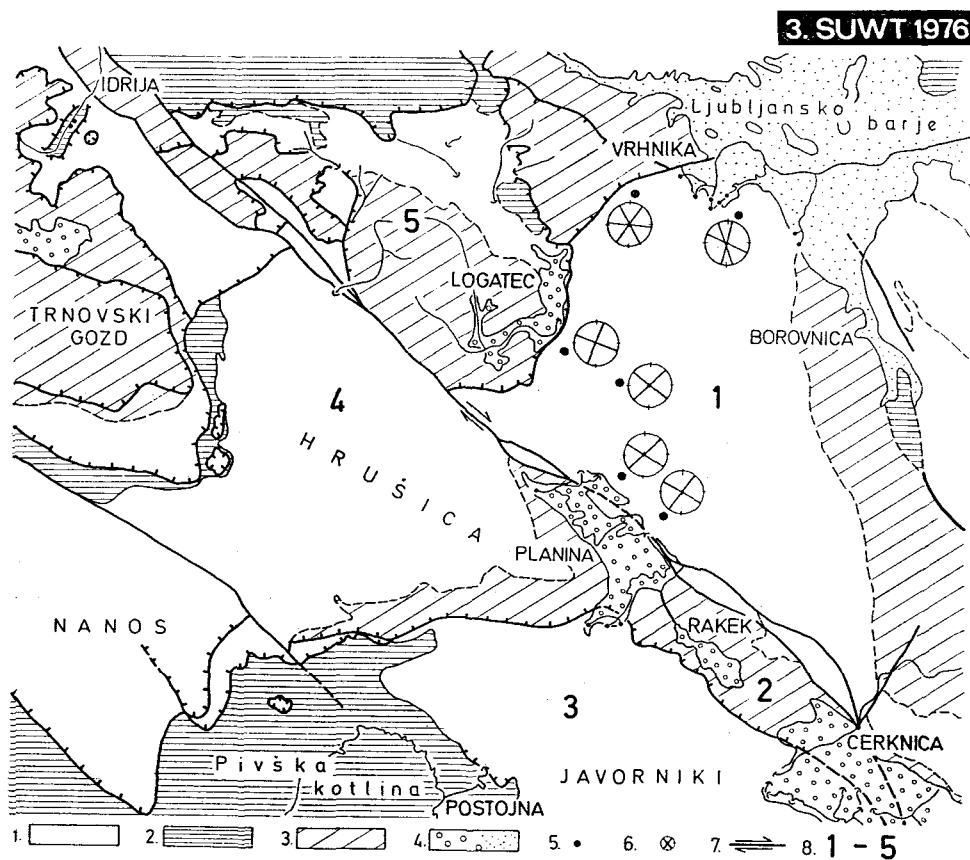 3. SUWT 1976
IDRIJA
Ljubljansko
barje
VRHNIKA
5
LOGATEC
TRNOVSKI
GOZD
BOROVNICA
4
1
HRUŠICA
PLANINA
NANOS
RAKEK
2
3
CERKNICA
Pivška
kotlina
JAVORNIKI
POSTOJNA
1. 2. 3. 4. 5. 6. 7. 8. 1 - 5